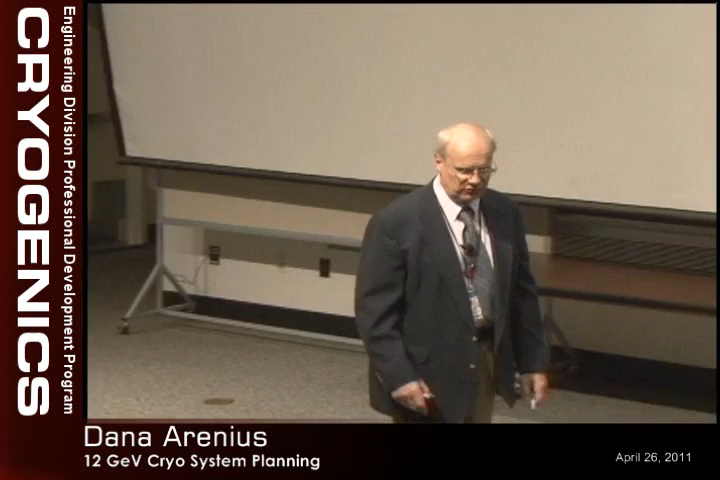 CRYOGENICS
Engineering Division Professional Development Program
Dana Arenius
12 GeV Cryo System Planning
April 26, 2011